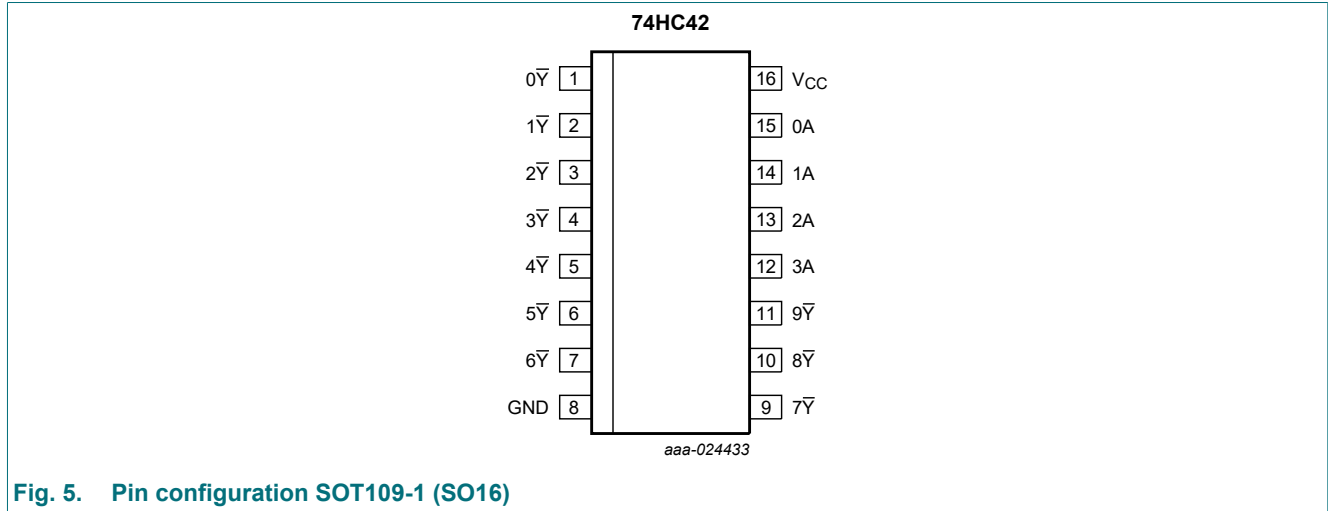 74HC42
0Y̅ 1 16 VCC
1Y̅ 2 15 0A
2Y̅ 3 14 1A
3Y̅ 4 13 2A
4Y̅ 5 12 3A
5Y̅ 6 11 9Y̅
6Y̅ 7 10 8Y̅
GND 8 9 7Y̅
aaa-024433
Fig. 5. Pin configuration SOT109-1 (SO16)